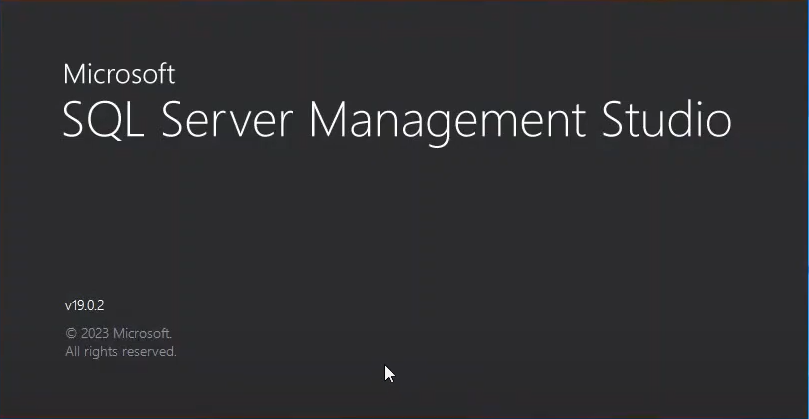 Microsoft
SQL Server Management Studio
v19.0.2
© 2023 Microsoft.
All rights reserved.